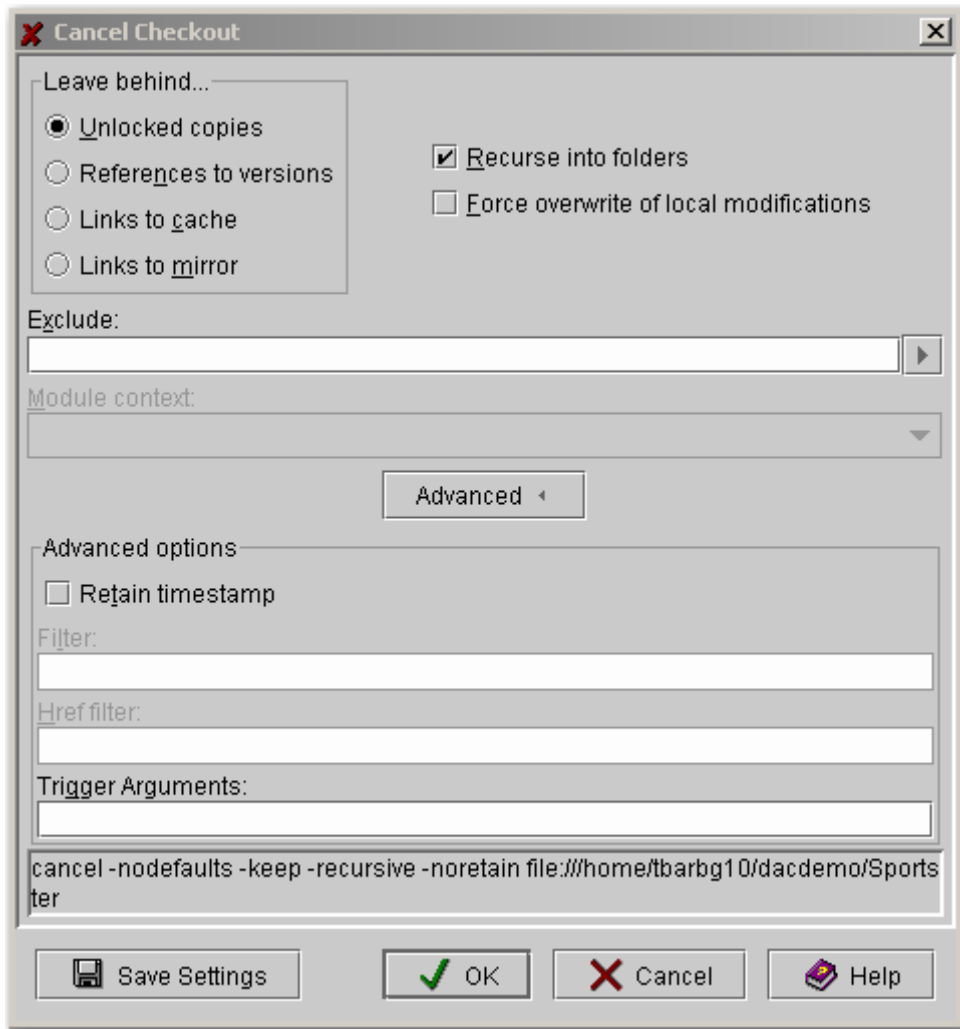 Cancel Checkout
Leave behind...
Unlocked copies
References to versions
Links to cache
Links to mirror
Recurse into folders
Force overwrite of local modifications
Exclude:
Module context:
Advanced
Advanced options
Retain timestamp
Filter:
Href filter:
Trigger Arguments:
cancel -nodefaults -keep -recursive -noretain file:///home/tbarbg10/dacdemo/Sports
ter
Save Settings
OK
Cancel
Help